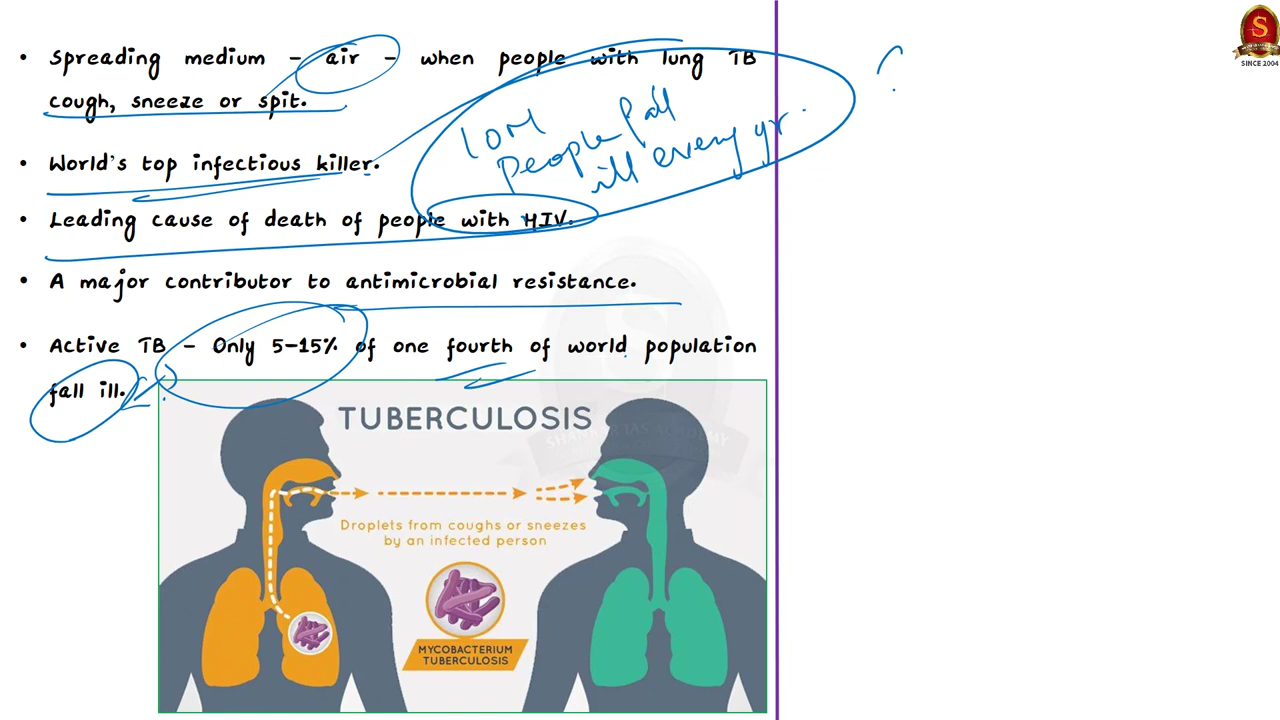 • Spreading medium – air – when people with lung TB
cough, sneeze or spit.
10M
people fall
ill every yr.
• World's top infectious killer.
• Leading cause of death of people with HIV.
• A major contributor to antimicrobial resistance.
• Active TB – Only 5-15% of one fourth of world population
fall ill.
TUBERCULOSIS
Droplets from coughs or sneezes
by an infected person
MYCOBACTERIUM
TUBERCULOSIS
S
SHANKAR IAS ACADEMY
SINCE 2004